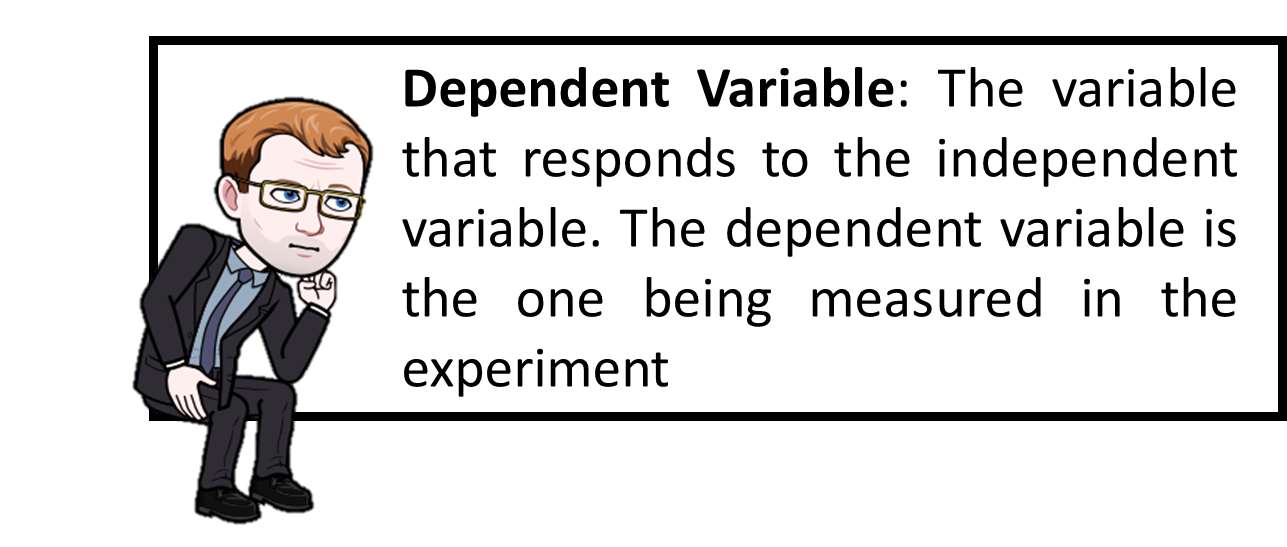 Dependent Variable: The variable
that responds to the independent
variable. The dependent variable is
the one being measured in the
experiment